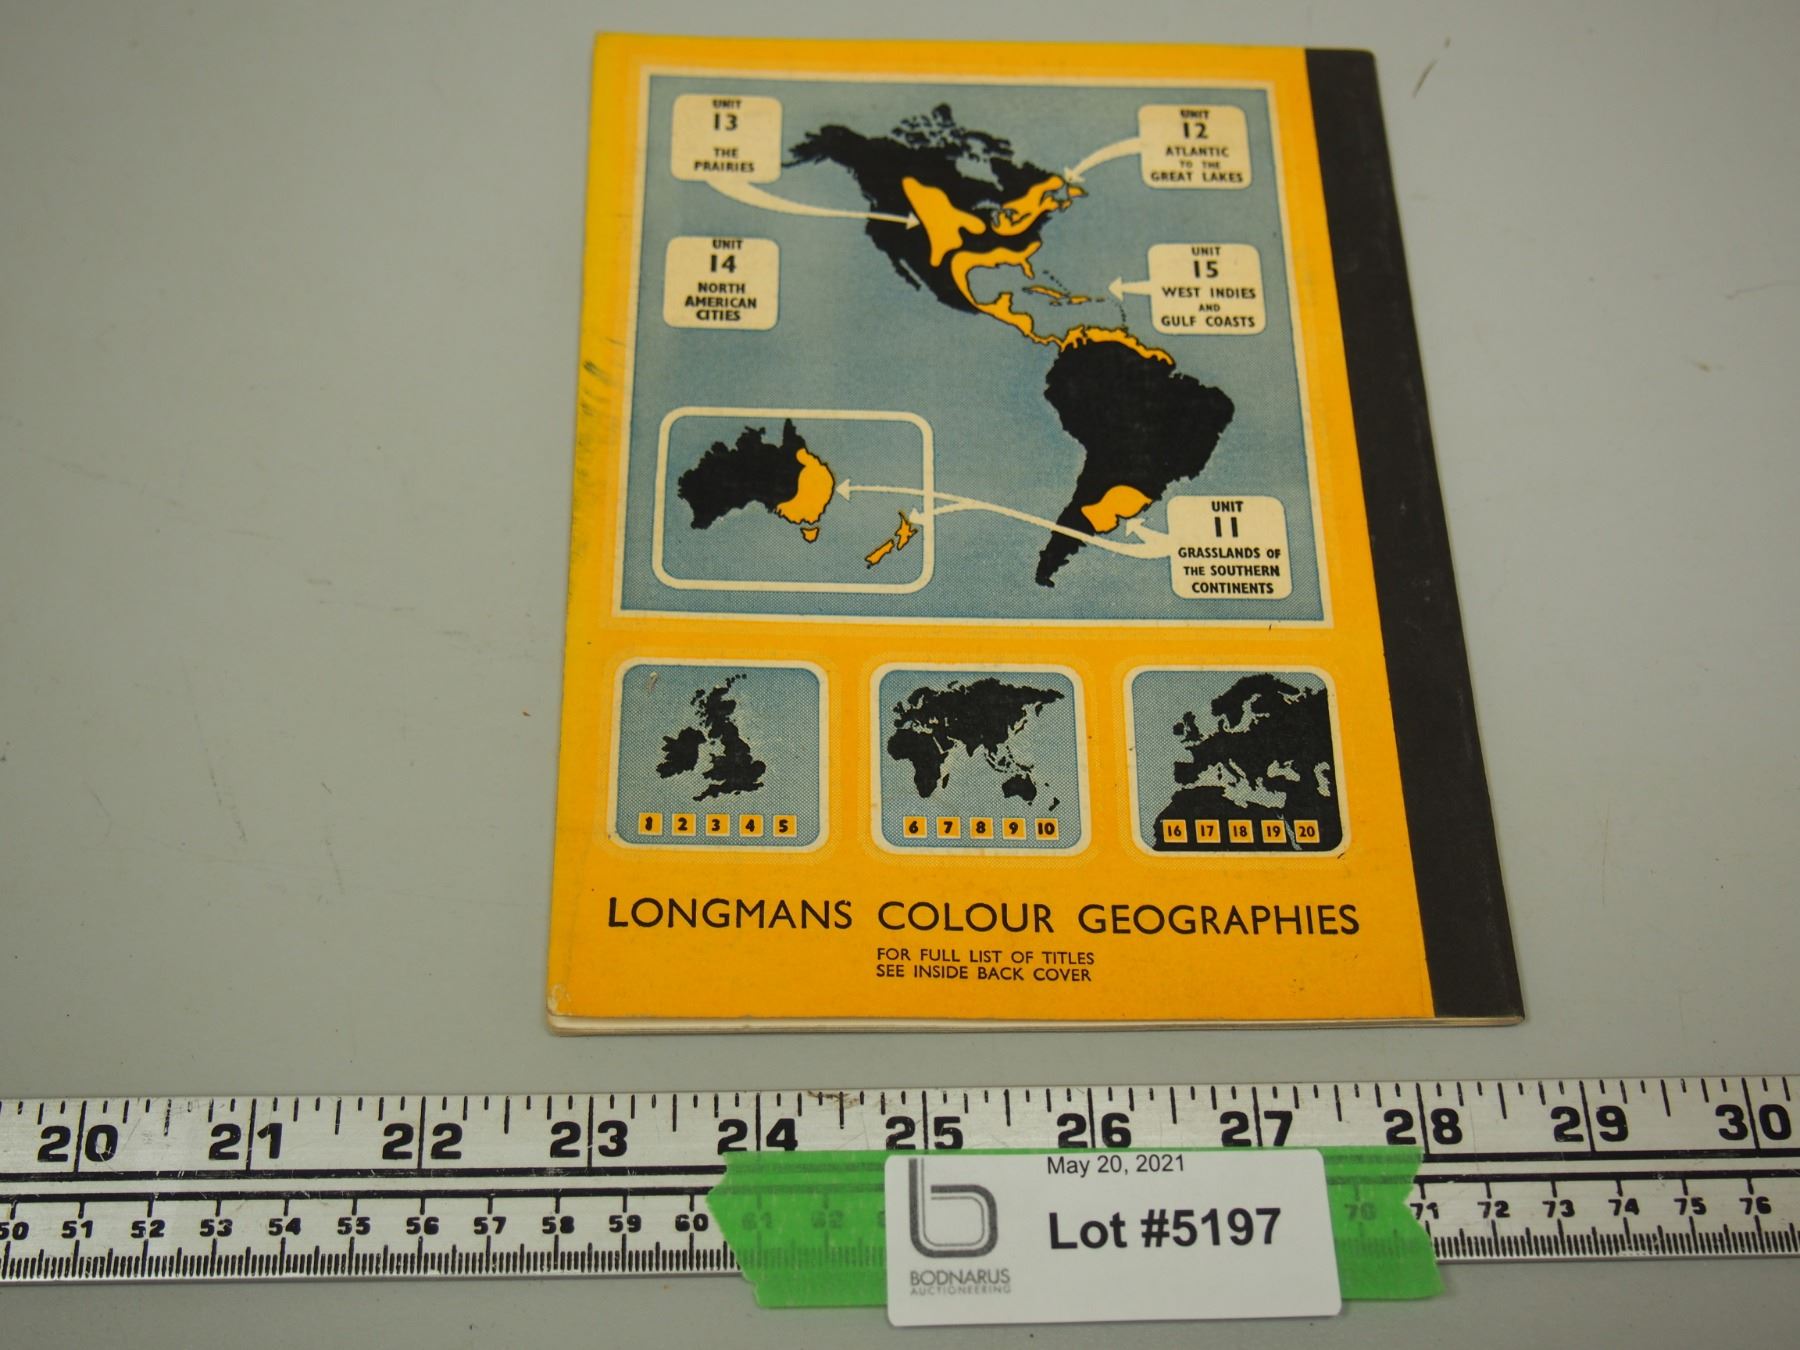 UNIT
13
THE
PRAIRIES
UNIT
12
ATLANTIC
TO THE
GREAT LAKES
UNIT
14
NORTH
AMERICAN
CITIES
UNIT
15
WEST INDIES
AND
GULF COASTS
UNIT
11
GRASSLANDS OF
THE SOUTHERN
CONTINENTS
1 2 3 4 5
6 7 8 9 10
16 17 18 19 20
LONGMANS COLOUR GEOGRAPHIES
FOR FULL LIST OF TITLES
SEE INSIDE BACK COVER
20 21 22 23 24 25 26 27 28 29 30
50 51 52 53 54 55 56 57 58 59 60 61 62 70 71 72 73 74 75 76
May 20, 2021
Lot #5197
BODNARUS
AUCTIONEERING